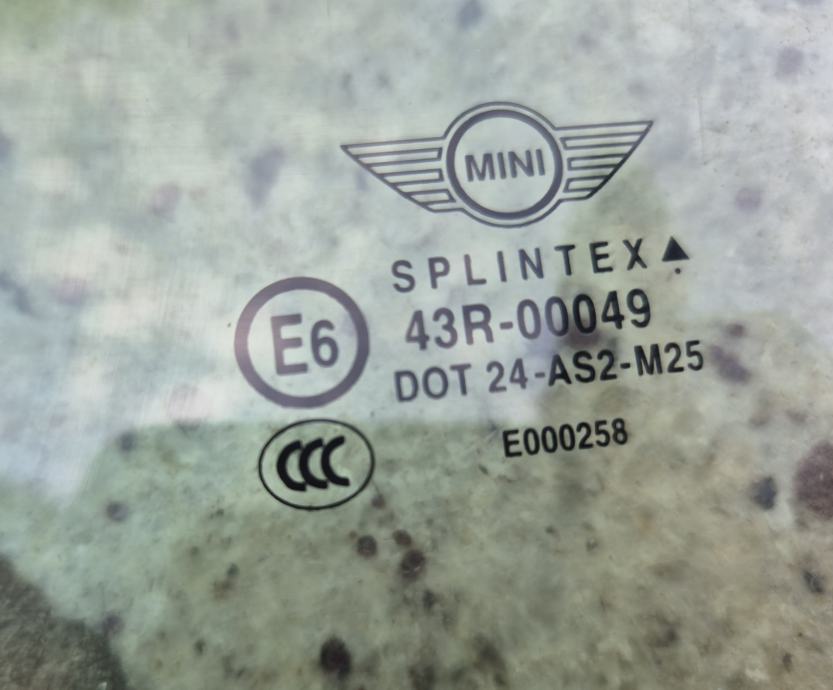 MINI
SPLINTEX
E6
43R-00049
DOT 24-AS2-M25
CCC
E000258